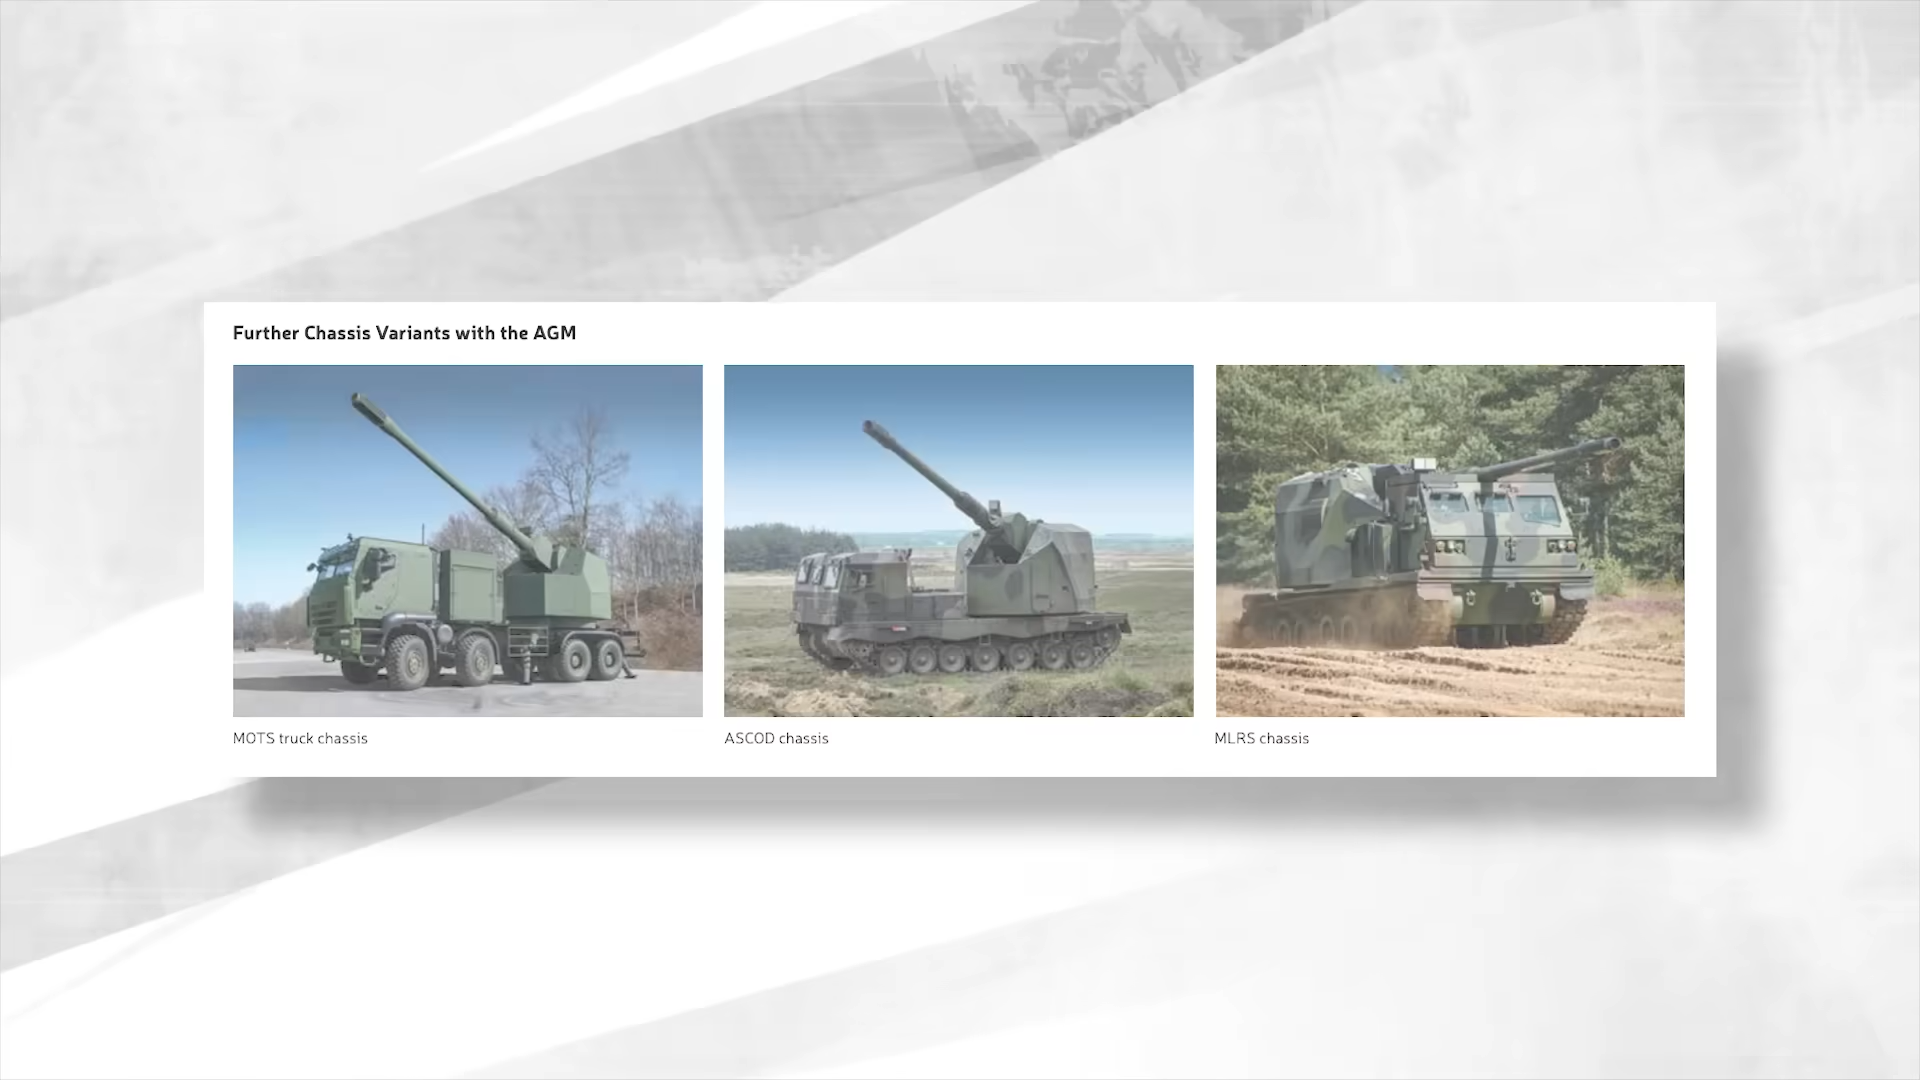 Further Chassis Variants with the AGM
MOTS truck chassis
ASCOD chassis
MLRS chassis